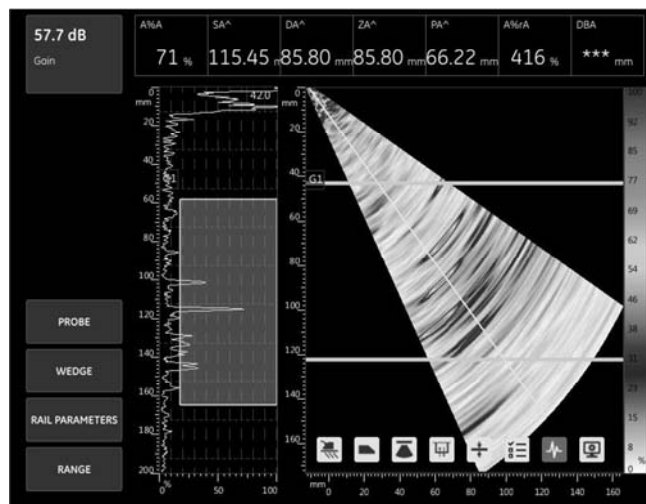 57.7 dB
Gain
A%A
71 %
SA^
115.45 m
DA^
85.80 mm
ZA^
85.80 mm
PA^
66.22 mm
A%rA
416 %
DBA
*** mm
0
mm
20
40
60
80
100
120
140
160
180
200
42.0
G1
%
50
100
0
mm
20
40
60
80
100
120
140
160
G1
0
mm
20
40
60
80
100
120
140
160
100
92
85
77
69
62
54
46
38
31
23
15
8
0 %
PROBE
WEDGE
RAIL PARAMETERS
RANGE